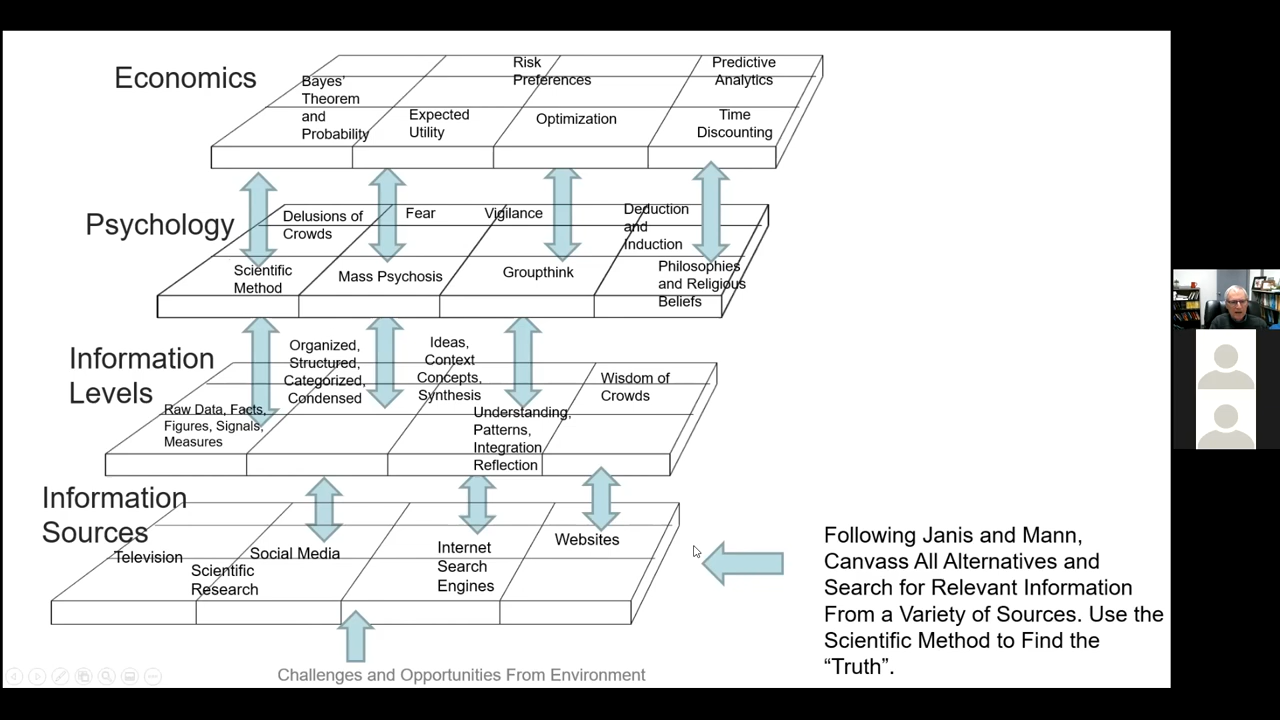 Economics
Bayes’
Theorem
and
Probability
Risk
Preferences
Predictive
Analytics
Expected
Utility
Optimization
Time
Discounting
Psychology
Delusions of
Crowds
Fear
Vigilance
Deduction
and
Induction
Scientific
Method
Mass Psychosis
Groupthink
Philosophies
and Religious
Beliefs
Information
Levels
Raw Data, Facts,
Figures, Signals,
Measures
Organized,
Structured,
Categorized,
Condensed
Ideas,
Context
Concepts,
Synthesis
Understanding,
Patterns,
Integration
Reflection
Wisdom of
Crowds
Information
Sources
Television
Scientific
Research
Social Media
Internet
Search
Engines
Websites
Following Janis and Mann,
Canvass All Alternatives and
Search for Relevant Information
From a Variety of Sources. Use the
Scientific Method to Find the
“Truth”.
Challenges and Opportunities From Environment